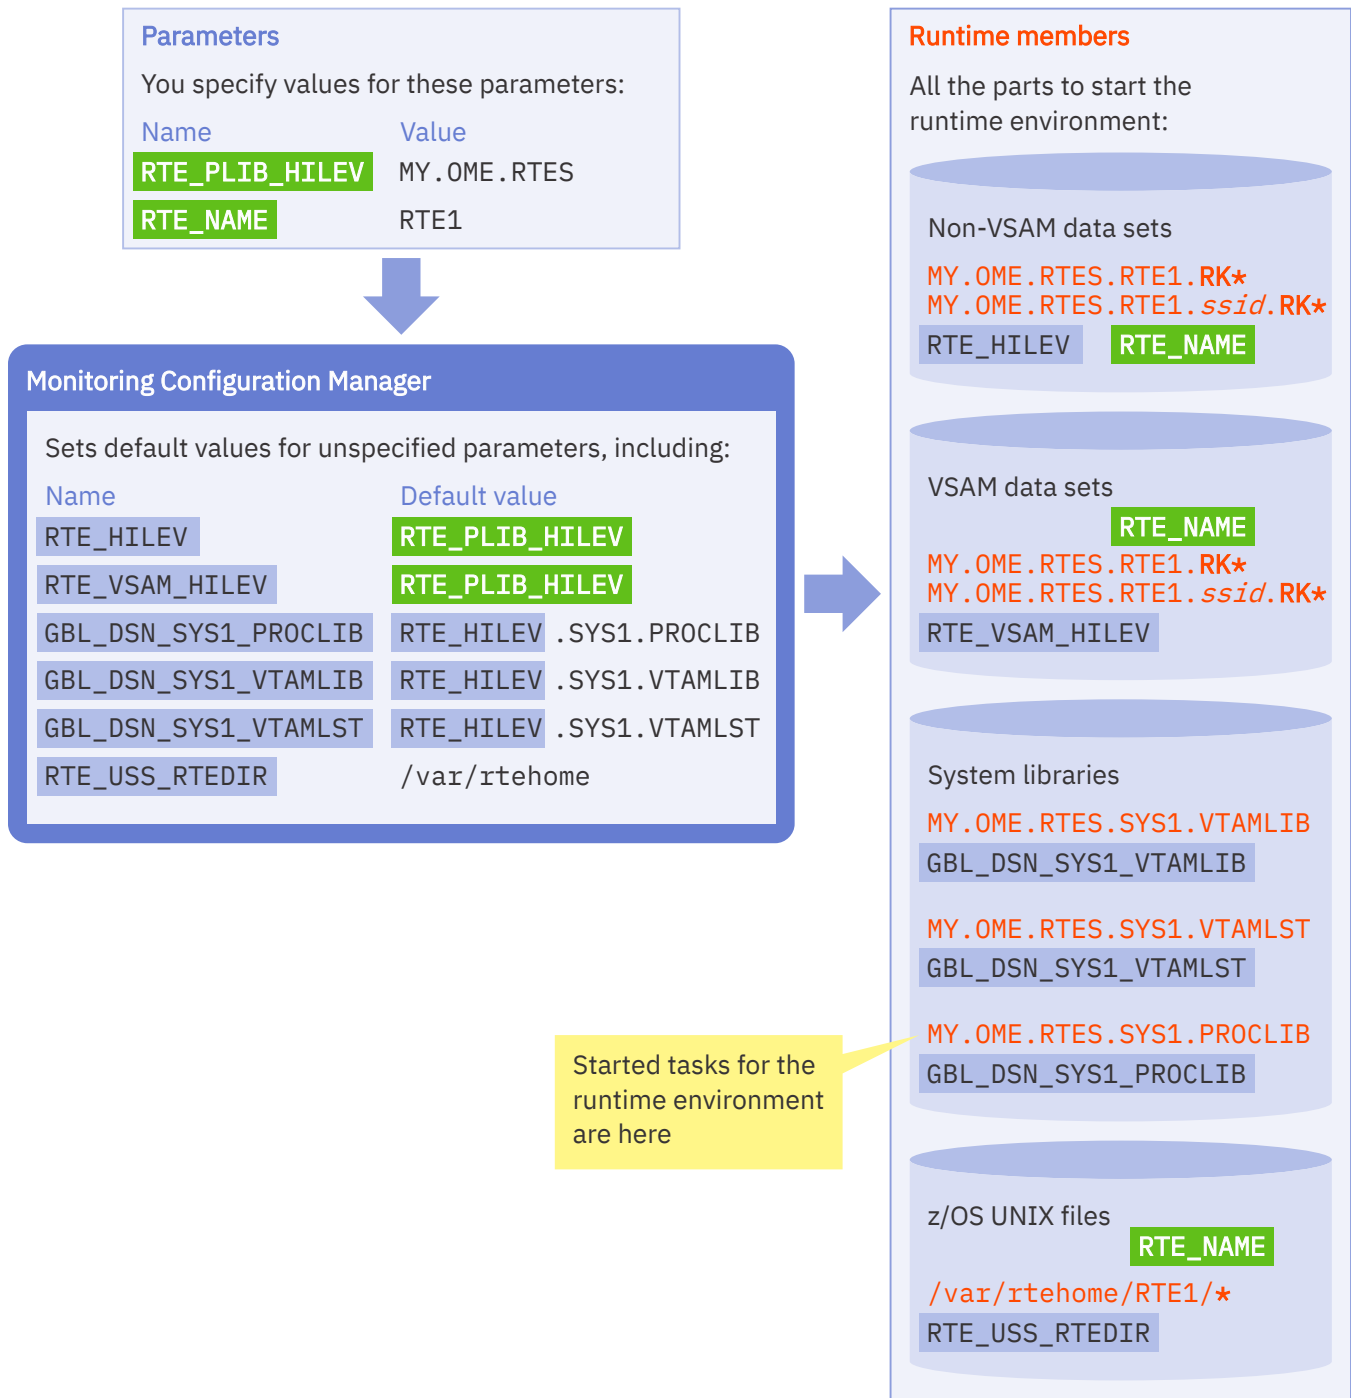 Parameters
You specify values for these parameters:
Name Value
RTE_PLIB_HILEV MY.OME.RTES
RTE_NAME RTE1
Monitoring Configuration Manager
Sets default values for unspecified parameters, including:
Name Default value
RTE_HILEV RTE_PLIB_HILEV
RTE_VSAM_HILEV RTE_PLIB_HILEV
GBL_DSN_SYS1_PROCLIB RTE_HILEV .SYS1.PROCLIB
GBL_DSN_SYS1_VTAMLIB RTE_HILEV .SYS1.VTAMLIB
GBL_DSN_SYS1_VTAMLST RTE_HILEV .SYS1.VTAMLST
RTE_USS_RTEDIR /var/rtehome
Runtime members
All the parts to start the
runtime environment:
Non-VSAM data sets
MY.OME.RTES.RTE1.RK*
MY.OME.RTES.RTE1.ssid.RK*
RTE_HILEV RTE_NAME
VSAM data sets
RTE_NAME
MY.OME.RTES.RTE1.RK*
MY.OME.RTES.RTE1.ssid.RK*
RTE_VSAM_HILEV
System libraries
MY.OME.RTES.SYS1.VTAMLIB
GBL_DSN_SYS1_VTAMLIB
MY.OME.RTES.SYS1.VTAMLST
GBL_DSN_SYS1_VTAMLST
MY.OME.RTES.SYS1.PROCLIB
GBL_DSN_SYS1_PROCLIB
Started tasks for the
runtime environment
are here
z/OS UNIX files
RTE_NAME
/var/rtehome/RTE1/*
RTE_USS_RTEDIR